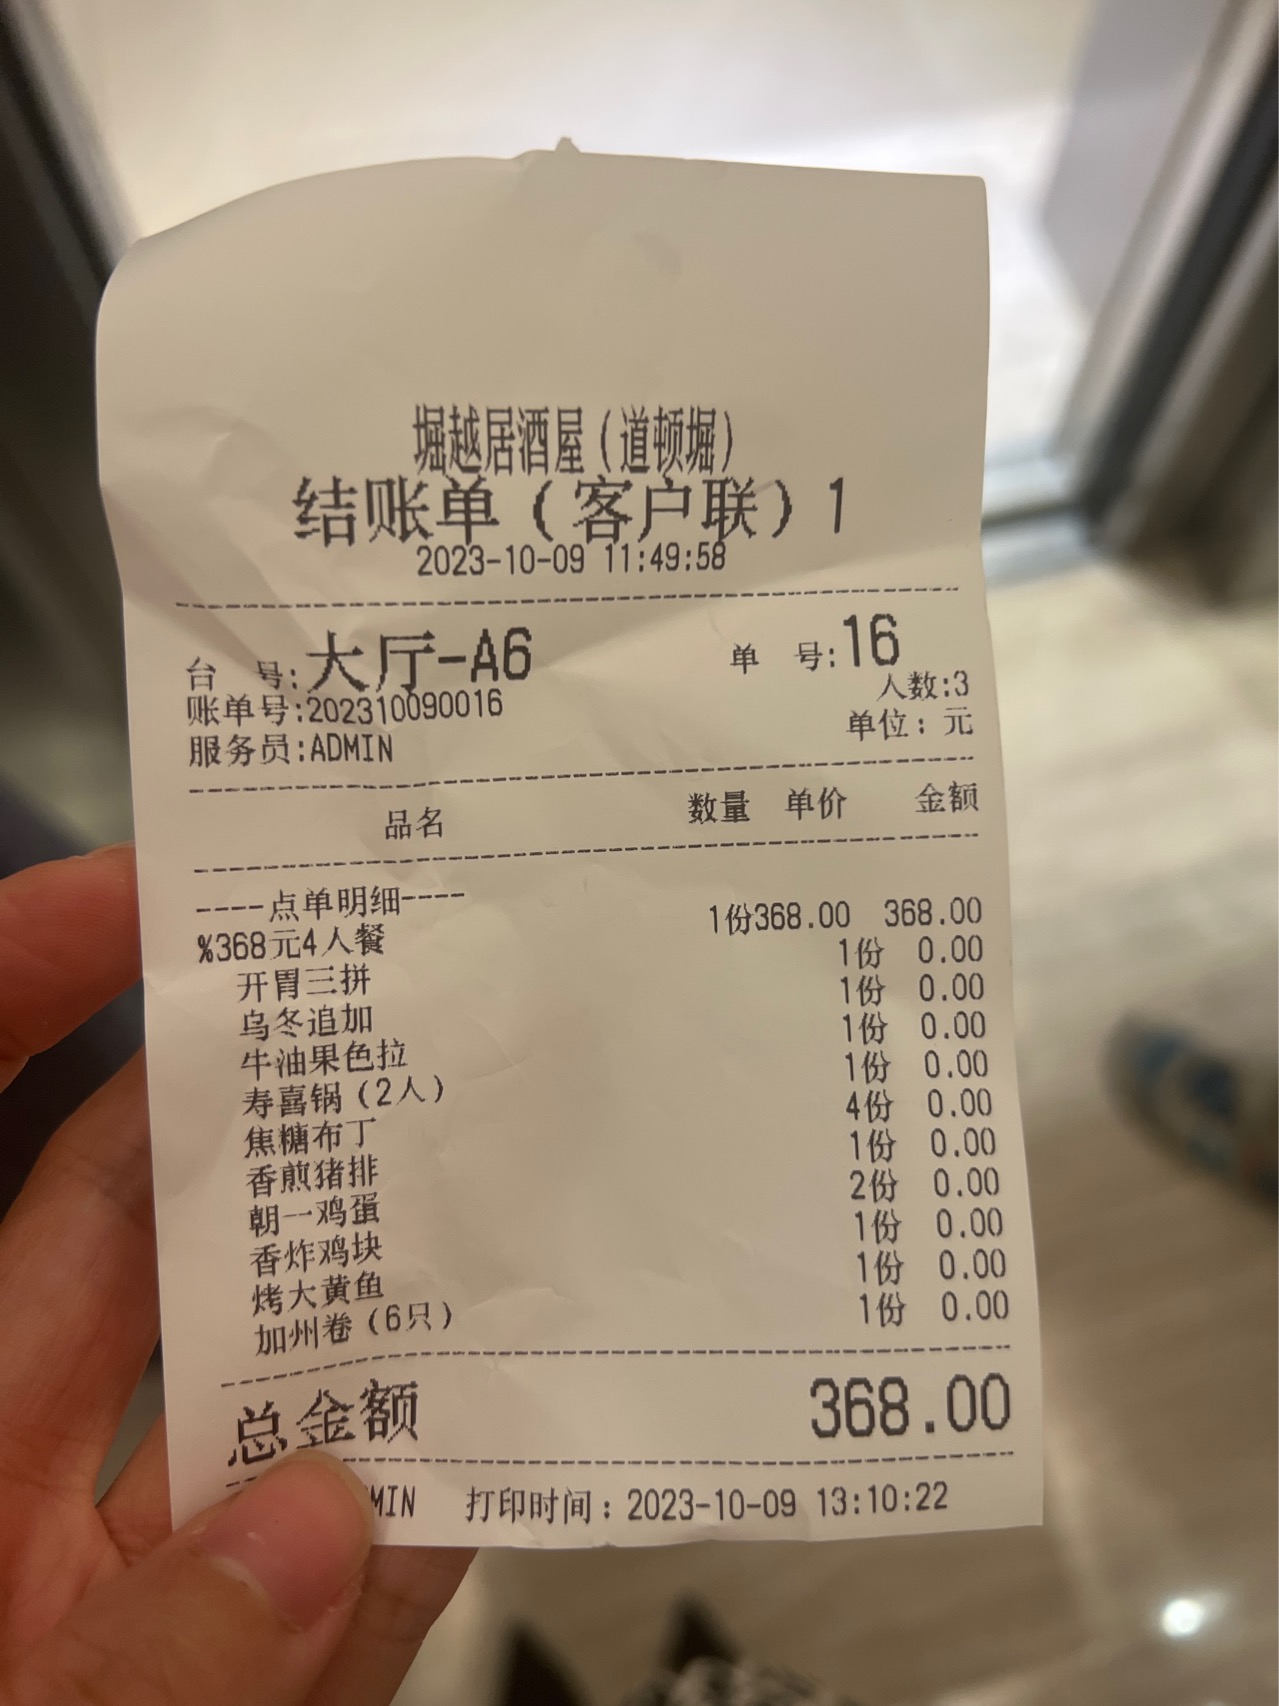 堀越居酒屋(道顿堀)
结账单(客户联)1
2023-10-09 11:49:58
台 号:大厅-A6 单 号:16
账单号:202310090016 人数:3
服务员:ADMIN 单位:元
品名 数量 单价 金额
----点单明细----
%368元4人餐 1份368.00 368.00
开胃三拼 1份 0.00
乌冬追加 1份 0.00
牛油果色拉 1份 0.00
寿喜锅(2人) 1份 0.00
焦糖布丁 4份 0.00
香煎猪排 1份 0.00
朝一鸡蛋 2份 0.00
香炸鸡块 1份 0.00
烤大黄鱼 1份 0.00
加州卷(6只) 1份 0.00
总金额 368.00
MIN 打印时间:2023-10-09 13:10:22